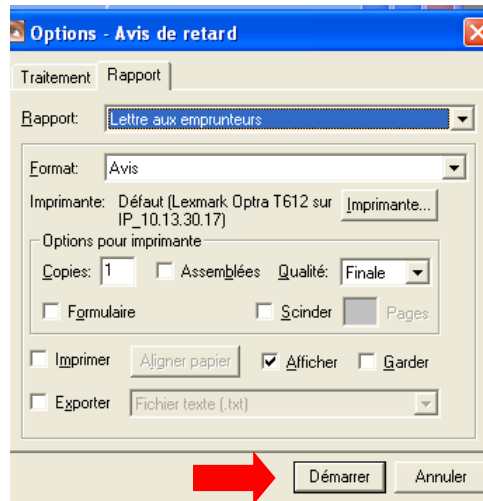 Options - Avis de retard
Traitement Rapport
Rapport: Lettre aux emprunteurs
Format: Avis
Imprimante: Défaut (Lexmark Optra T612 sur IP_10.13.30.17) Imprimante...
Options pour imprimante
Copies: 1 Assemblées Qualité: Finale
Formulaire Scinder Pages
Imprimer Aligner papier Afficher Garder
Exporter Fichier texte (.txt)
Démarrer Annuler